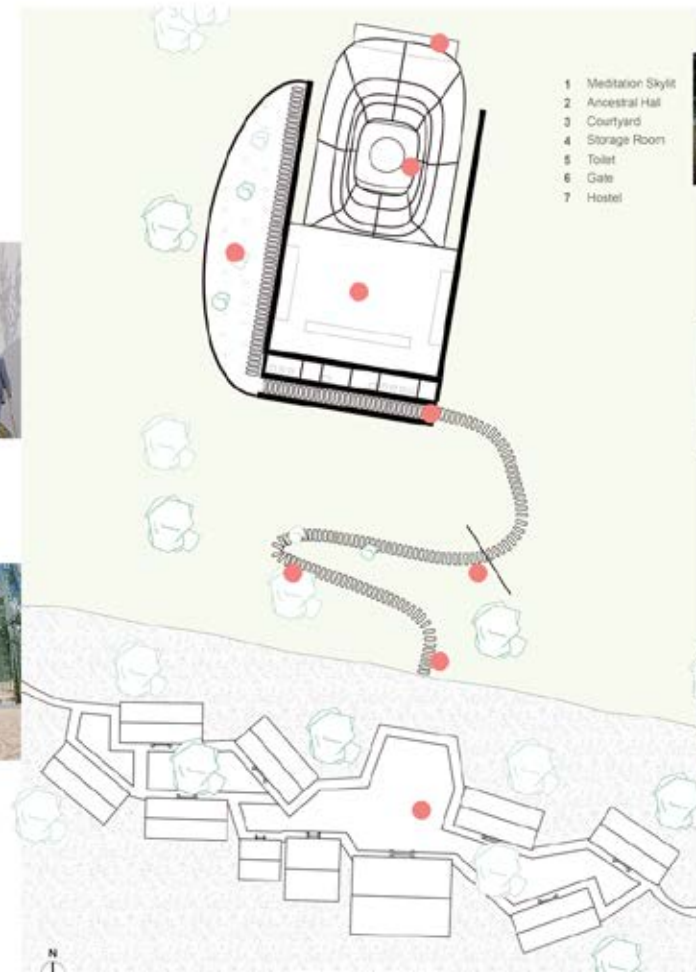 1 Meditation Skylit
2 Ancestral Hall
3 Courtyard
4 Storage Room
5 Toilet
6 Gate
7 Hostel
N